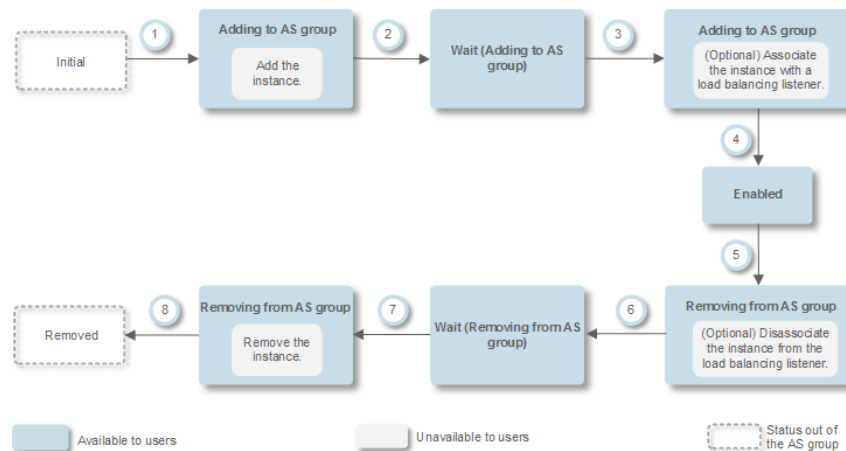 Initial
1
Adding to AS group
Add the
instance.
2
Wait (Adding to AS
group)
3
Adding to AS group
(Optional) Associate
the instance with a
load balancing listener.
4
Enabled
5
Removing from AS group
(Optional) Disassociate
the instance from the
load balancing listener.
6
Wait (Removing from AS
group)
7
Removing from AS group
Remove the
instance.
8
Removed
Available to users
Unavailable to users
Status out of
the AS group